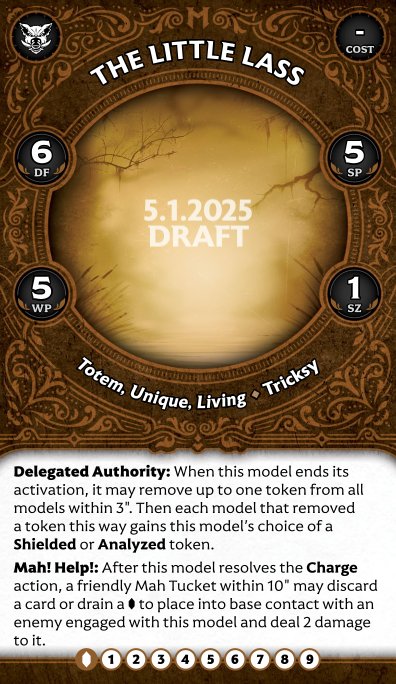 THE LITTLE LASS
-
COST
6
DF
5
SP
5.1.2025
DRAFT
5
WP
1
SZ
Totem, Unique, Living ◆ Tricksy
Delegated Authority: When this model ends its
activation, it may remove up to one token from all
models within 3". Then each model that removed
a token this way gains this model's choice of a
Shielded or Analyzed token.
Mah! Help!: After this model resolves the Charge
action, a friendly Mah Tucket within 10" may discard
a card or drain a ⬮ to place into base contact with an
enemy engaged with this model and deal 2 damage
to it.
1 2 3 4 5 6 7 8 9